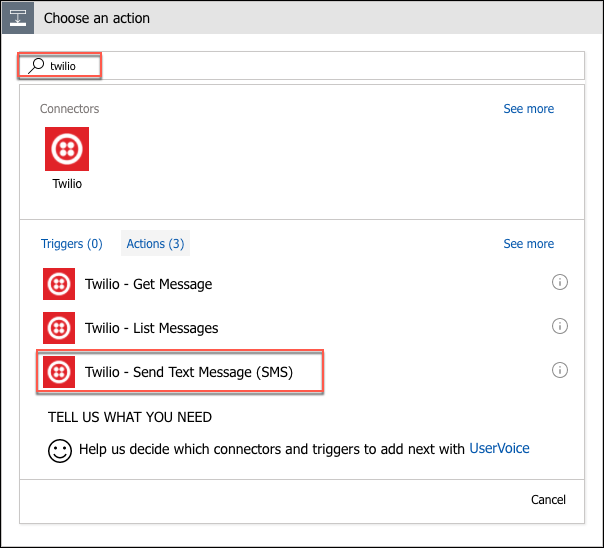 Choose an action
twilio
Connectors See more
Twilio
Triggers (0) Actions (3) See more
Twilio - Get Message
Twilio - List Messages
Twilio - Send Text Message (SMS)
TELL US WHAT YOU NEED
Help us decide which connectors and triggers to add next with UserVoice
Cancel